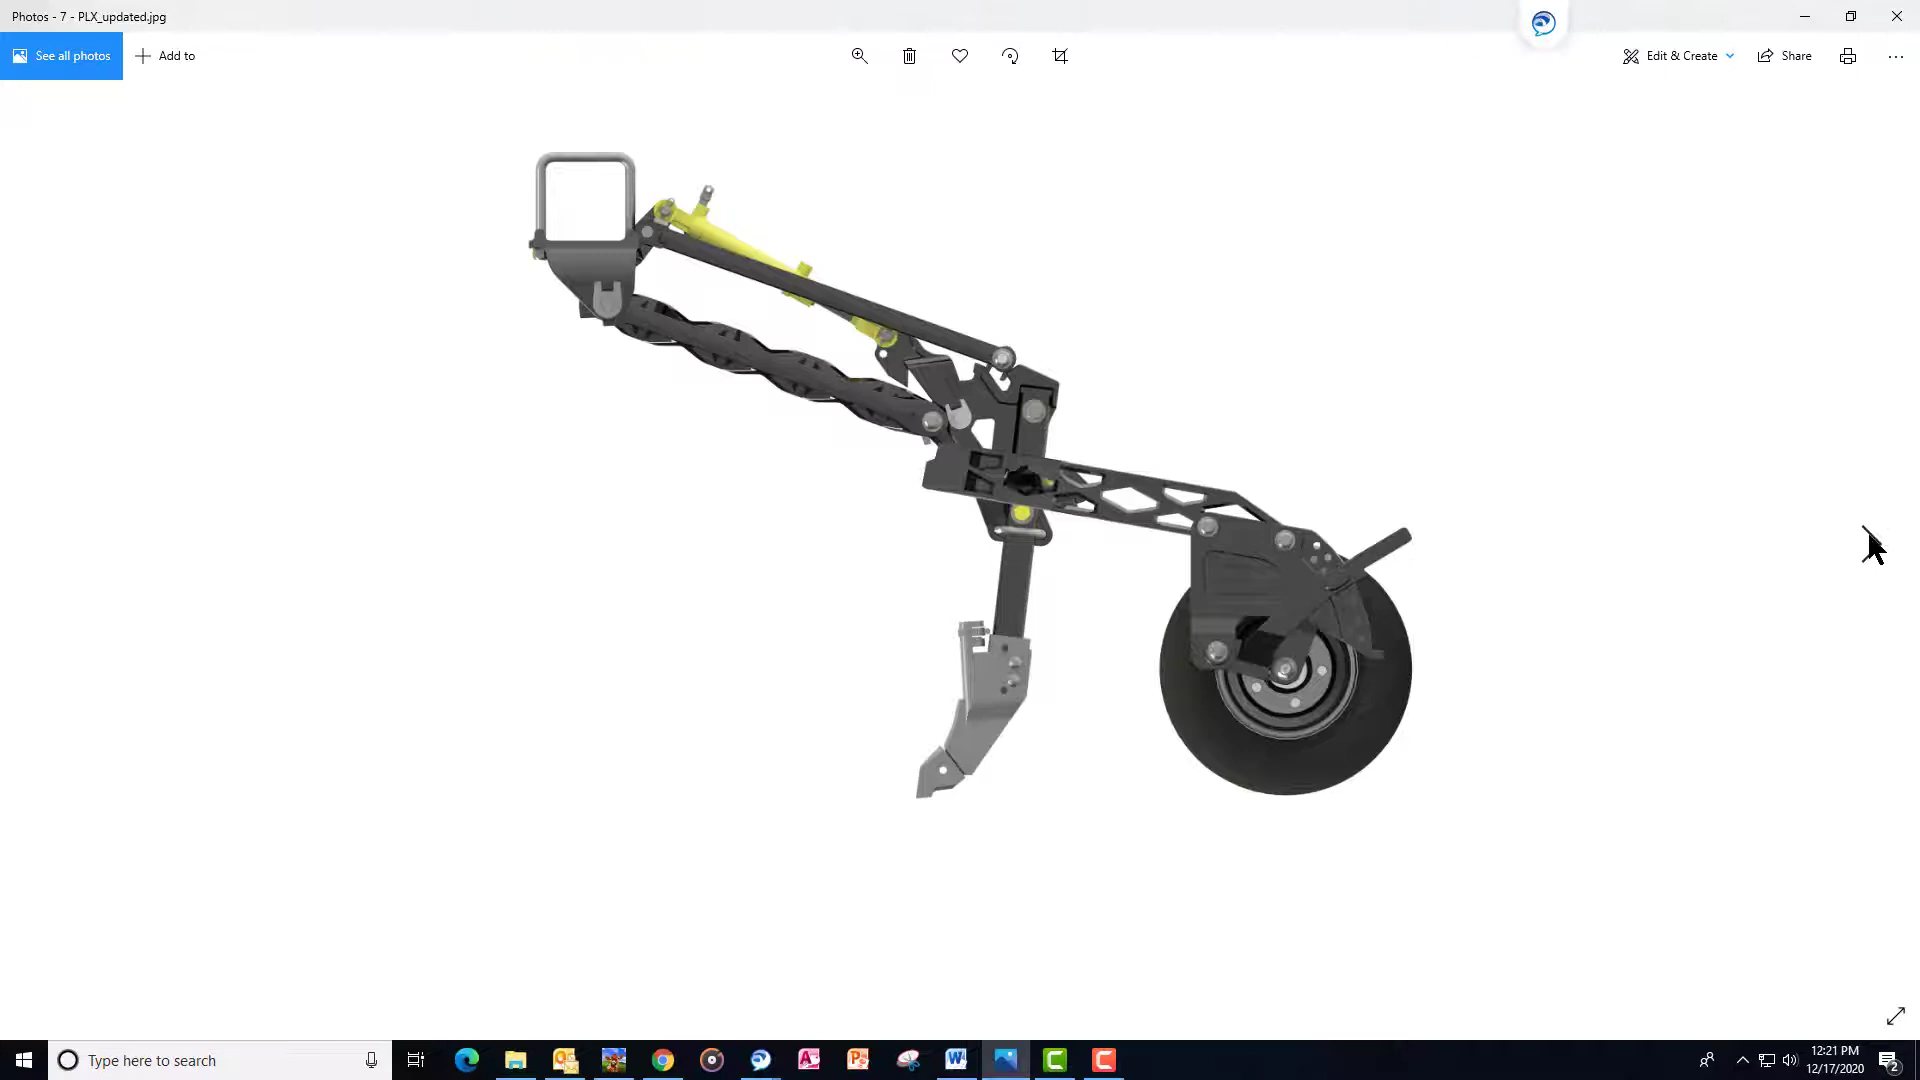 Photos - 7 - PLX_updated.jpg
See all photos
Add to
Edit & Create
Share
Type here to search
12:21 PM
12/17/2020
2